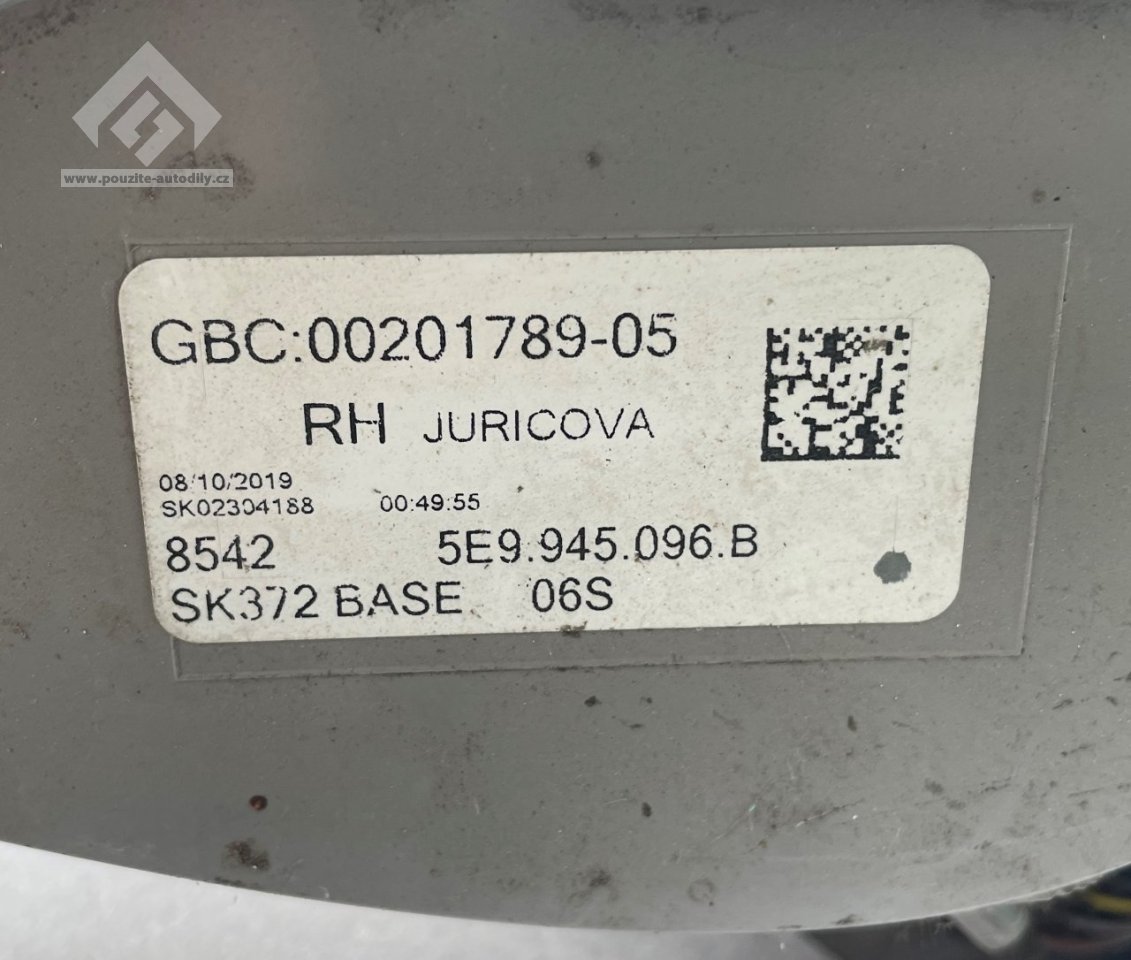 www.pouzite-autodily.cz
GBC:00201789-05
RH JURICOVA
08/10/2019
SK02304188 00:49:55
8542 5E9.945.096.B
SK372 BASE 06S